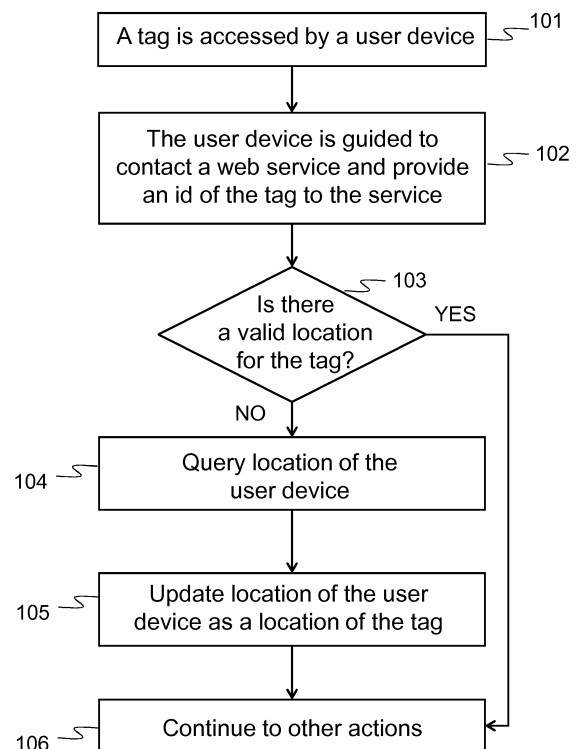 A tag is accessed by a user device
101
The user device is guided to
contact a web service and provide
an id of the tag to the service
102
103
Is there
a valid location
for the tag?
YES
NO
Query location of the
user device
104
Update location of the user
device as a location of the tag
105
Continue to other actions
106